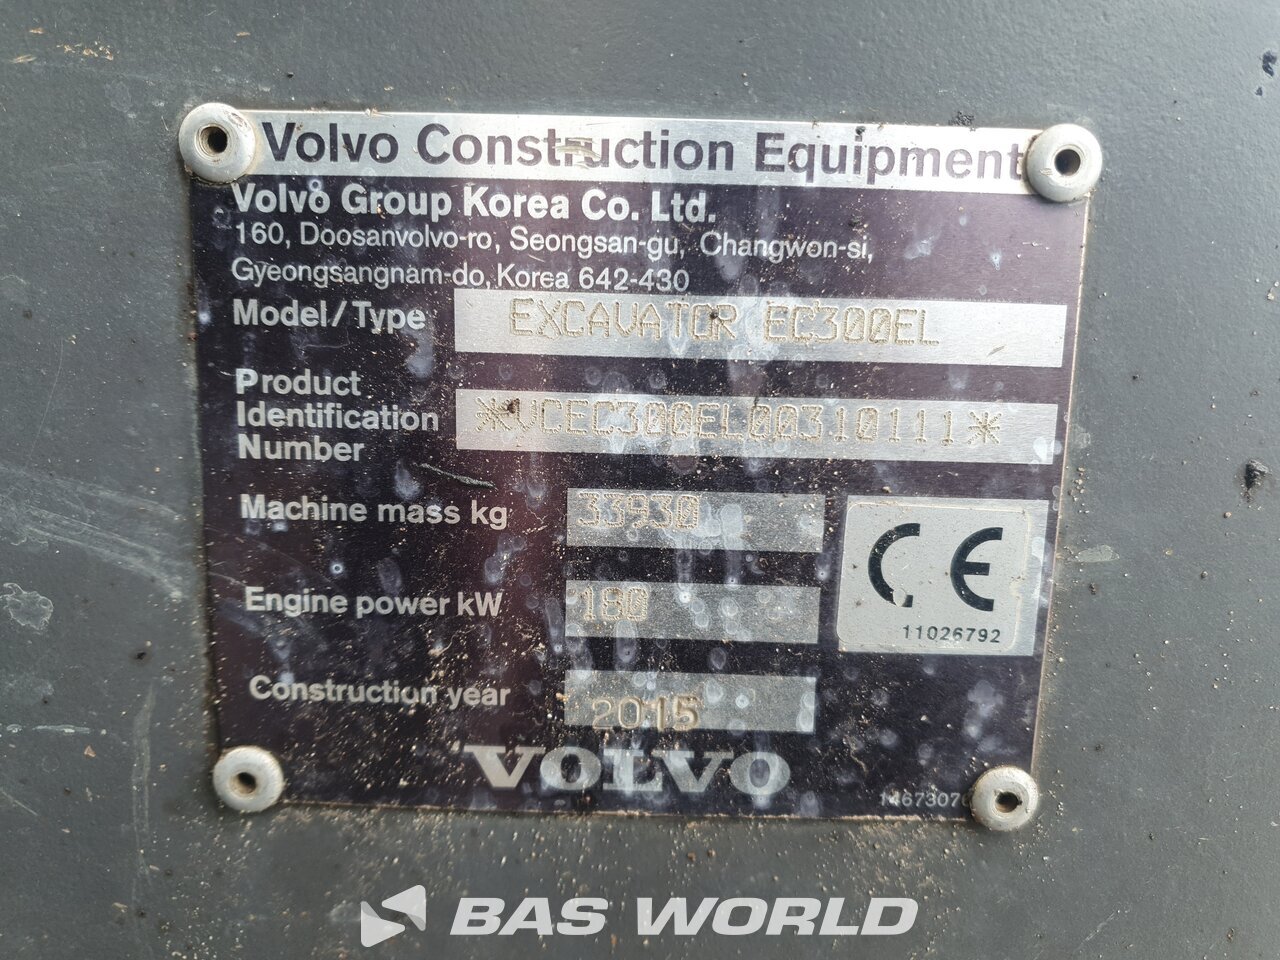 Volvo Construction Equipment
Volvo Group Korea Co. Ltd.
160, Doosanvolvo-ro, Seongsan-gu, Changwon-si,
Gyeongsangnam-do, Korea 642-430
Model/Type EXCAVATOR EC300EL
Product
Identification
Number *VCEC300EL00310111*
Machine mass kg 33930
Engine power kW 180
CE
11026792
Construction year 2015
VOLVO
BAS WORLD